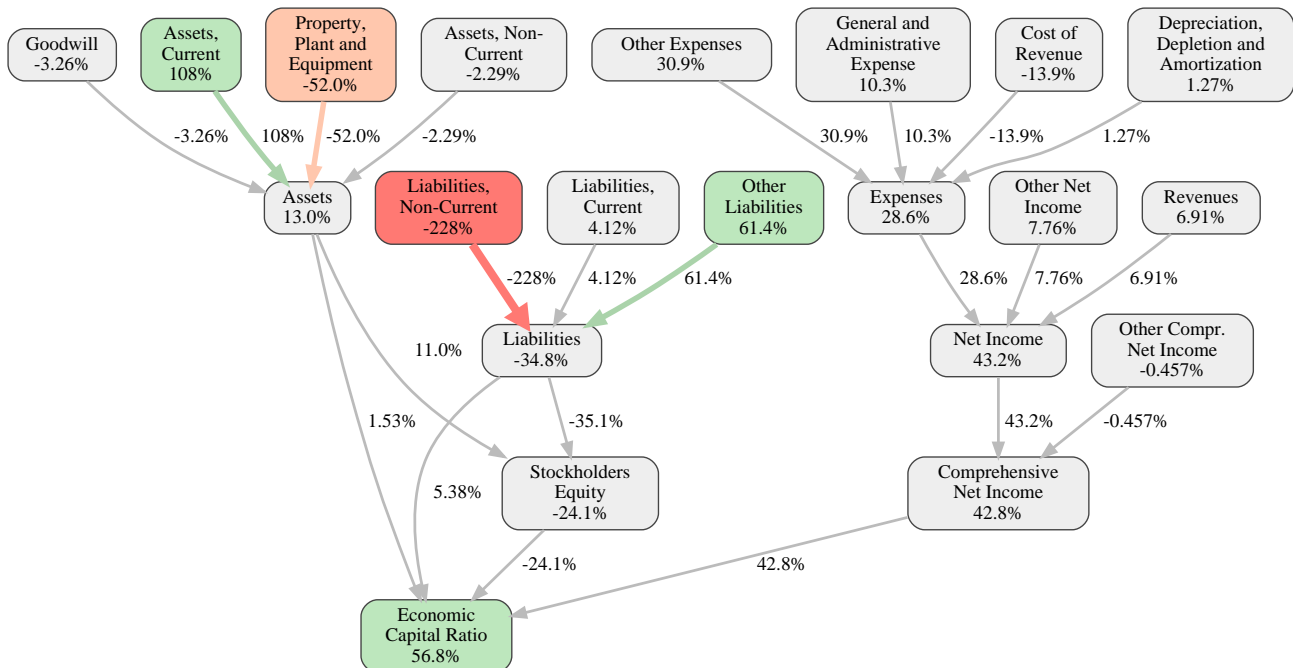 Goodwill
-3.26%
Assets,
Current
108%
Property,
Plant and
Equipment
-52.0%
Assets, Non-
Current
-2.29%
Other Expenses
30.9%
General and
Administrative
Expense
10.3%
Cost of
Revenue
-13.9%
Depreciation,
Depletion and
Amortization
1.27%
-3.26%
108%
-52.0%
-2.29%
30.9%
10.3%
-13.9%
1.27%
Assets
13.0%
Liabilities,
Non-Current
-228%
Liabilities,
Current
4.12%
Other
Liabilities
61.4%
Expenses
28.6%
Other Net
Income
7.76%
Revenues
6.91%
-228%
4.12%
61.4%
28.6%
7.76%
6.91%
Liabilities
-34.8%
Net Income
43.2%
Other Compr.
Net Income
-0.457%
11.0%
1.53%
-35.1%
43.2%
-0.457%
Stockholders
Equity
-24.1%
Comprehensive
Net Income
42.8%
5.38%
-24.1%
42.8%
Economic
Capital Ratio
56.8%